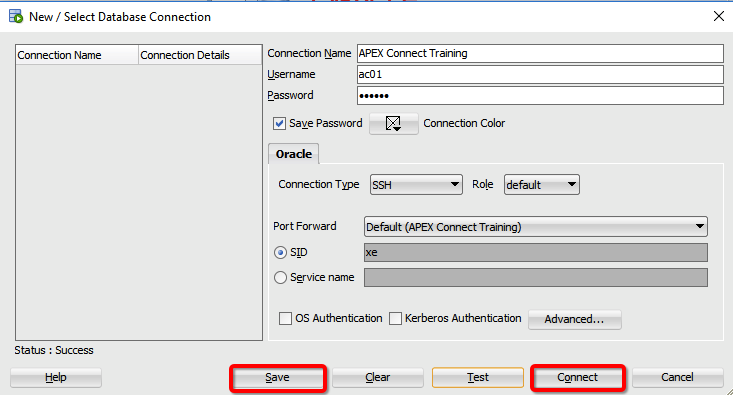 New / Select Database Connection
Connection Name Connection Details
Connection Name APEX Connect Training
Username ac01
Password ••••••
Save Password Connection Color
Oracle
Connection Type SSH Role default
Port Forward Default (APEX Connect Training)
SID xe
Service name
OS Authentication Kerberos Authentication Advanced...
Status : Success
Help Save Clear Test Connect Cancel